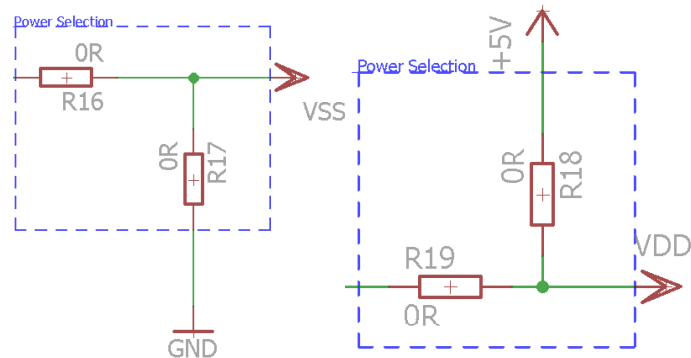 Power Selection
0R
R16
VSS
0R
R17
GND
+5V
Power Selection
0R
R18
R19
0R
VDD